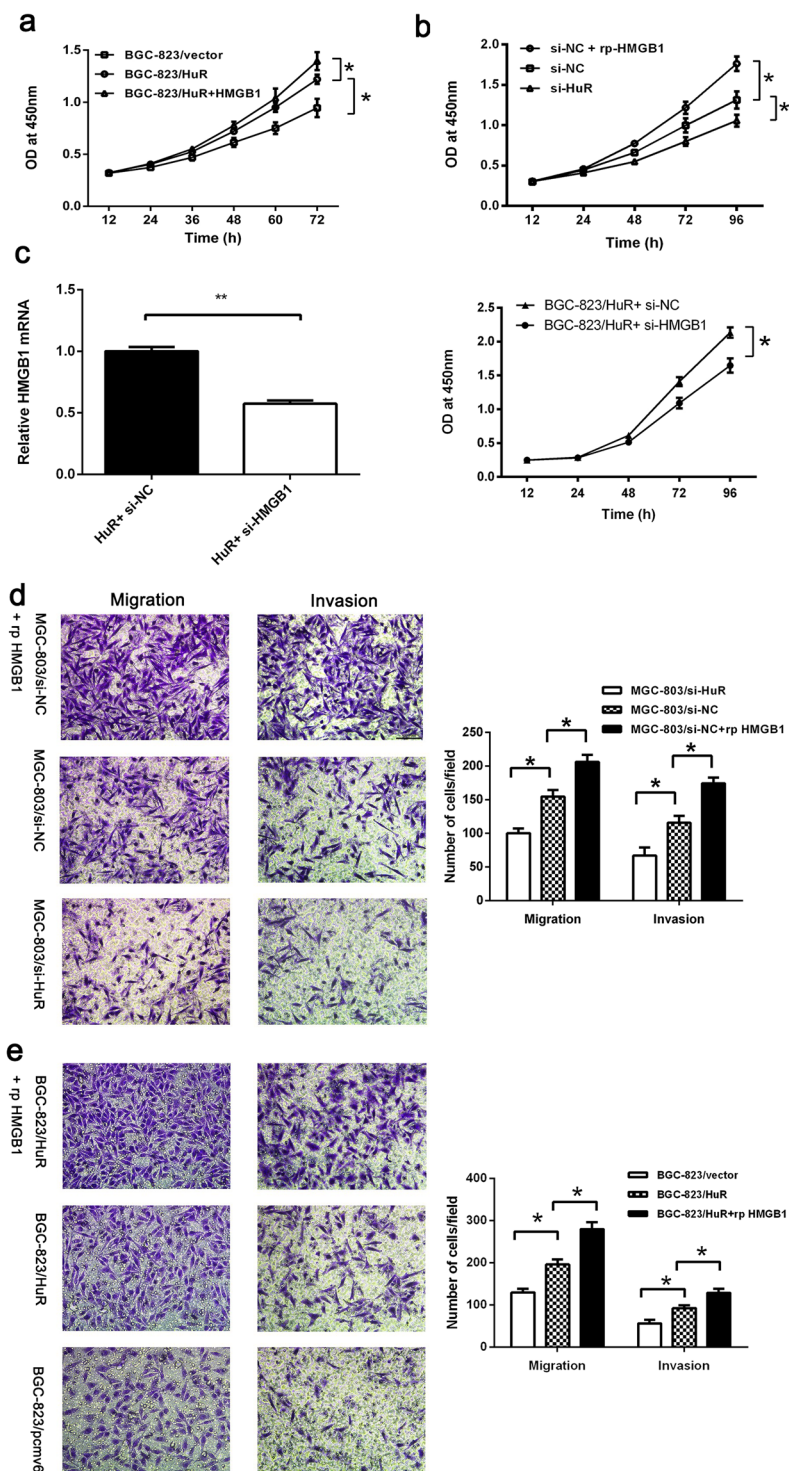 a
BGC-823/vector
BGC-823/HuR
BGC-823/HuR+HMGB1
1.5
1.0
0.5
0.0
OD at 450nm
*
*
12 24 36 48 60 72
Time (h)
b
si-NC + rp-HMGB1
si-NC
si-HuR
2.0
1.5
1.0
0.5
0.0
OD at 450nm
*
*
12 24 48 72 96
Time (h)
c
1.5
1.0
0.5
0.0
Relative HMGB1 mRNA
**
HuR+ si-NC
HuR+ si-HMGB1
BGC-823/HuR+ si-NC
BGC-823/HuR+ si-HMGB1
2.5
2.0
1.5
1.0
0.5
0.0
OD at 450nm
*
12 24 48 72 96
Time (h)
d
Migration Invasion
MGC-803/si-NC
+ rp HMGB1
MGC-803/si-NC
MGC-803/si-HuR
MGC-803/si-HuR
MGC-803/si-NC
MGC-803/si-NC+rp HMGB1
250
200
150
100
50
0
Number of cells/field
* *
* *
Migration Invasion
e
BGC-823/HuR
+ rp HMGB1
BGC-823/HuR
BGC-823/pcmv6
BGC-823/vector
BGC-823/HuR
BGC-823/HuR+rp HMGB1
400
300
200
100
0
Number of cells/field
* *
* *
Migration Invasion